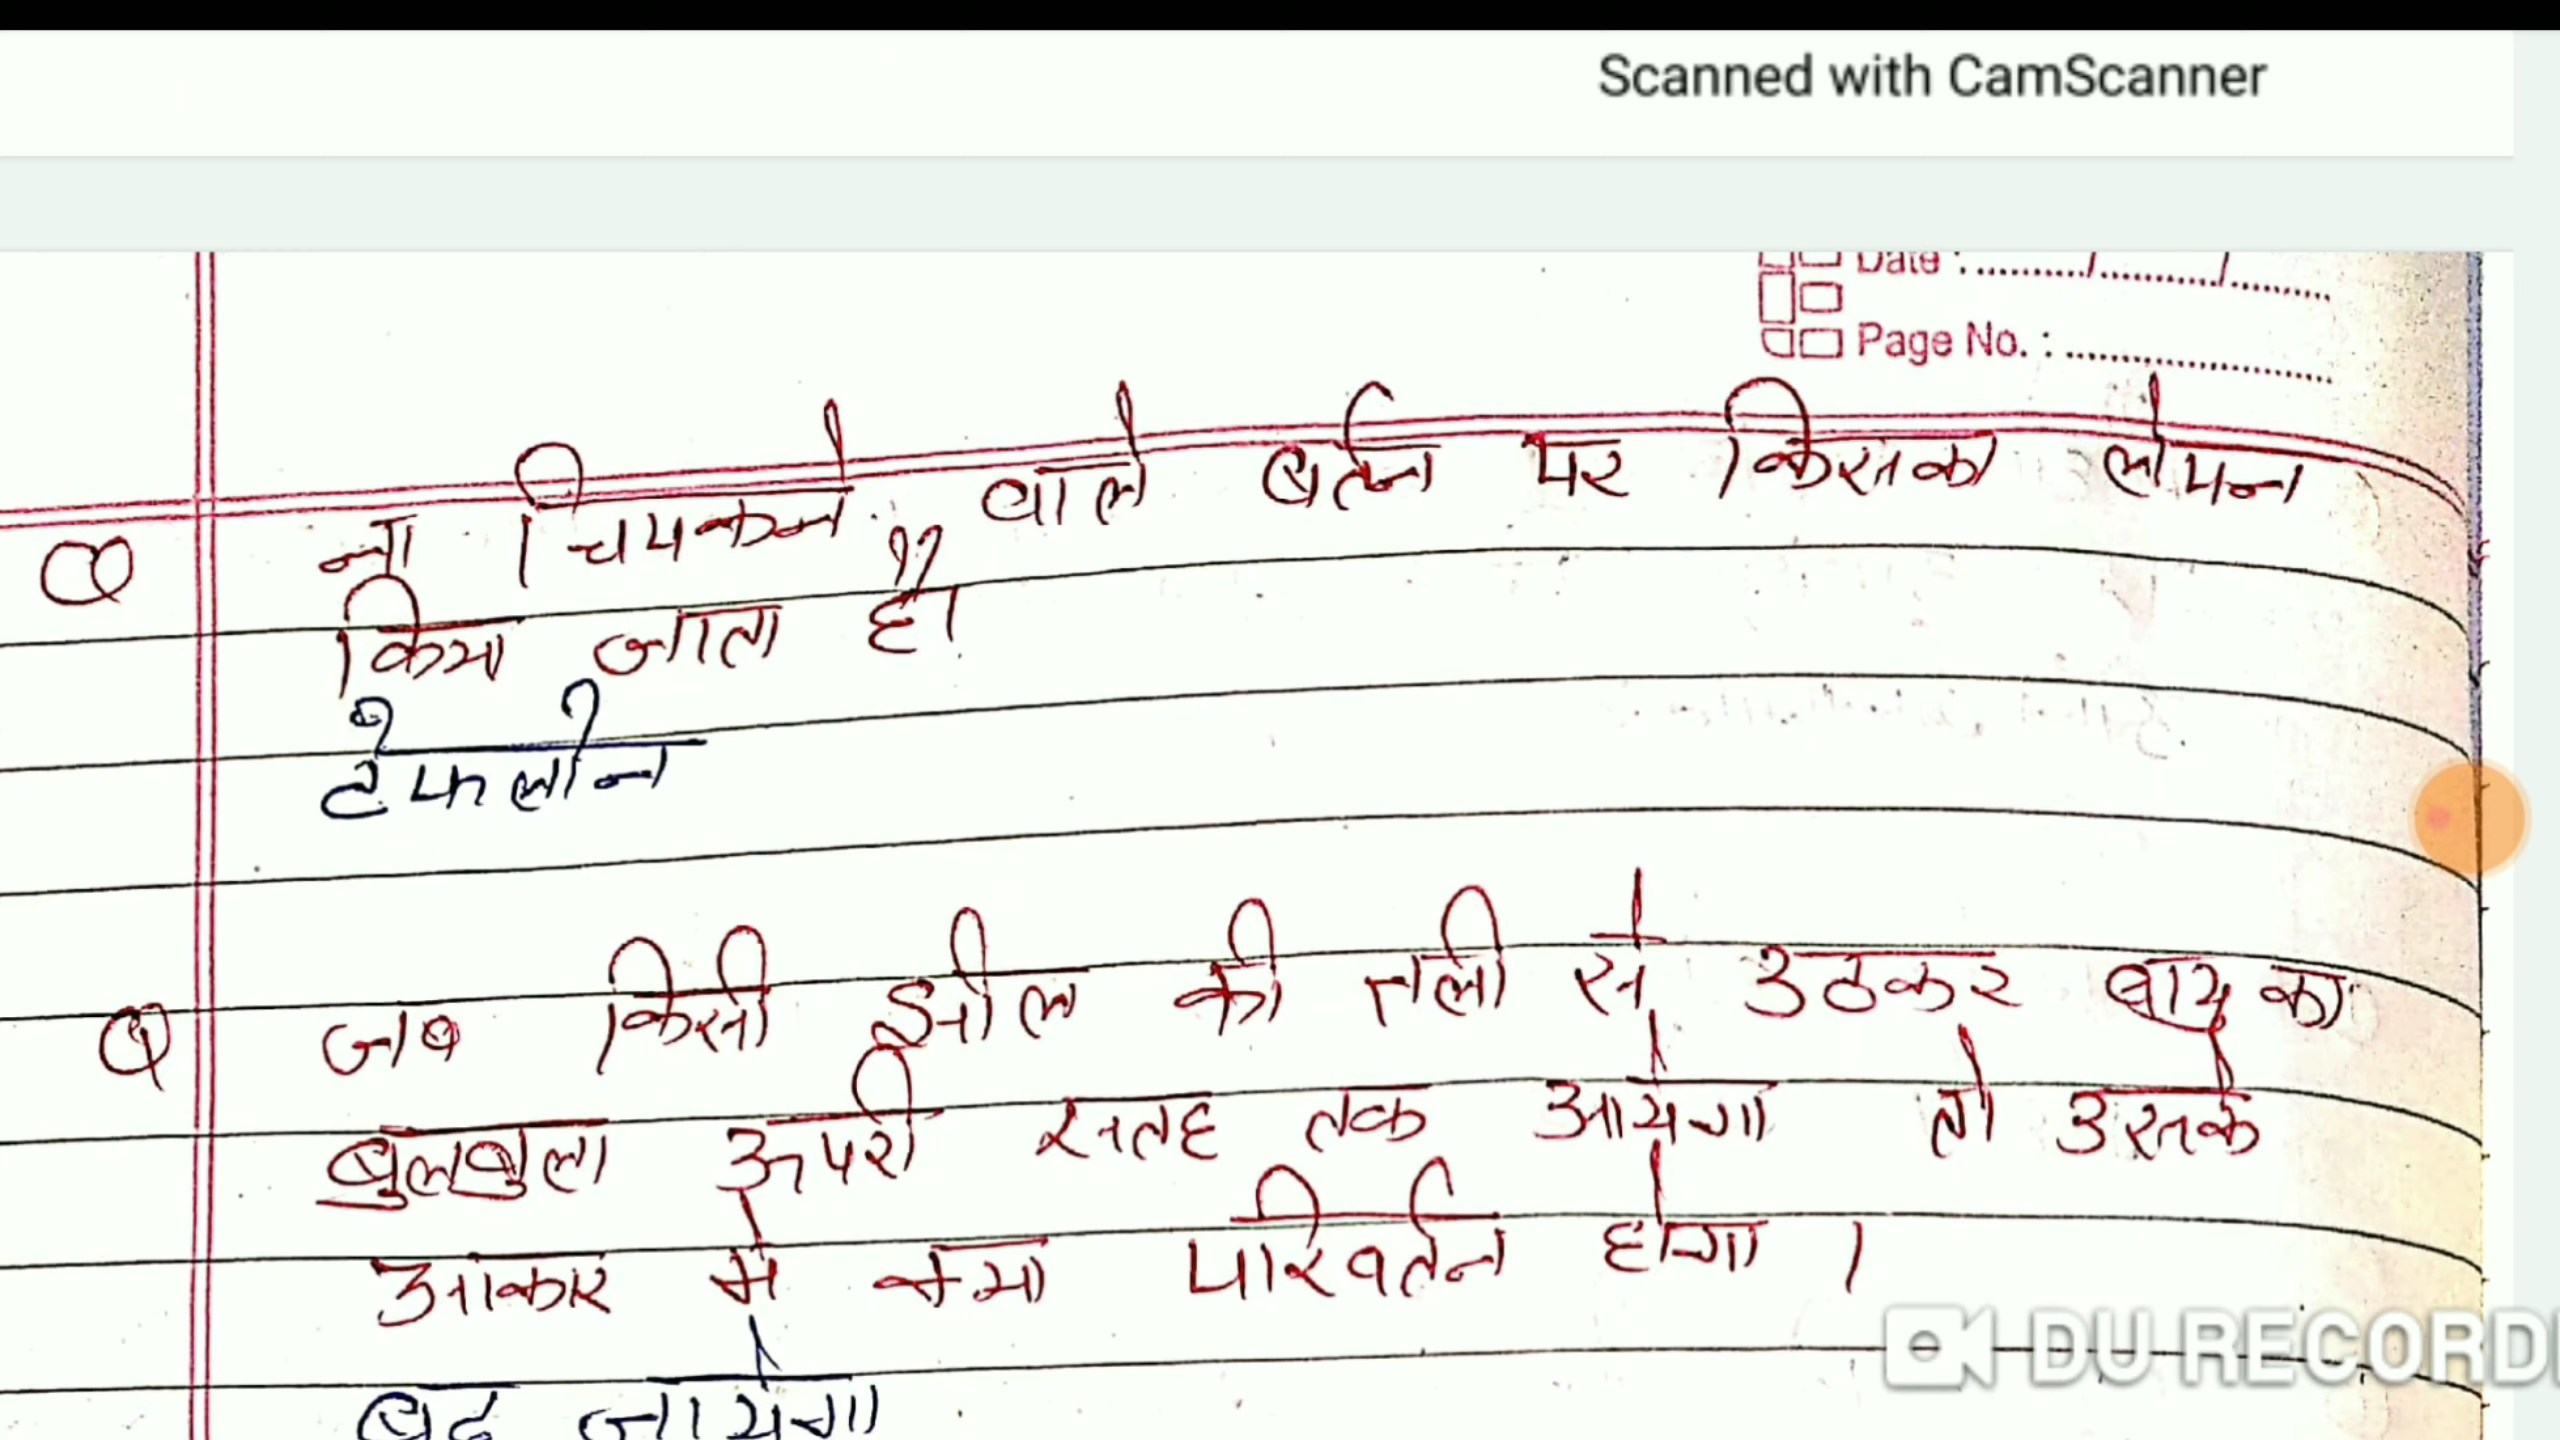 Scanned with CamScanner
Date : ........../........../..........
Page No. : ....................
Q ना चिपकने वाले बर्तन पर किसका लेपन
किया जाता है।
टेफलीन
Q जब किसी झील की तली से उठकर वायु का
बुलबुला ऊपरी सतह तक आयेगा तो उसके
आकार मे क्या परिवर्तन होगा ।
DU RECORD
बढ जायेगा